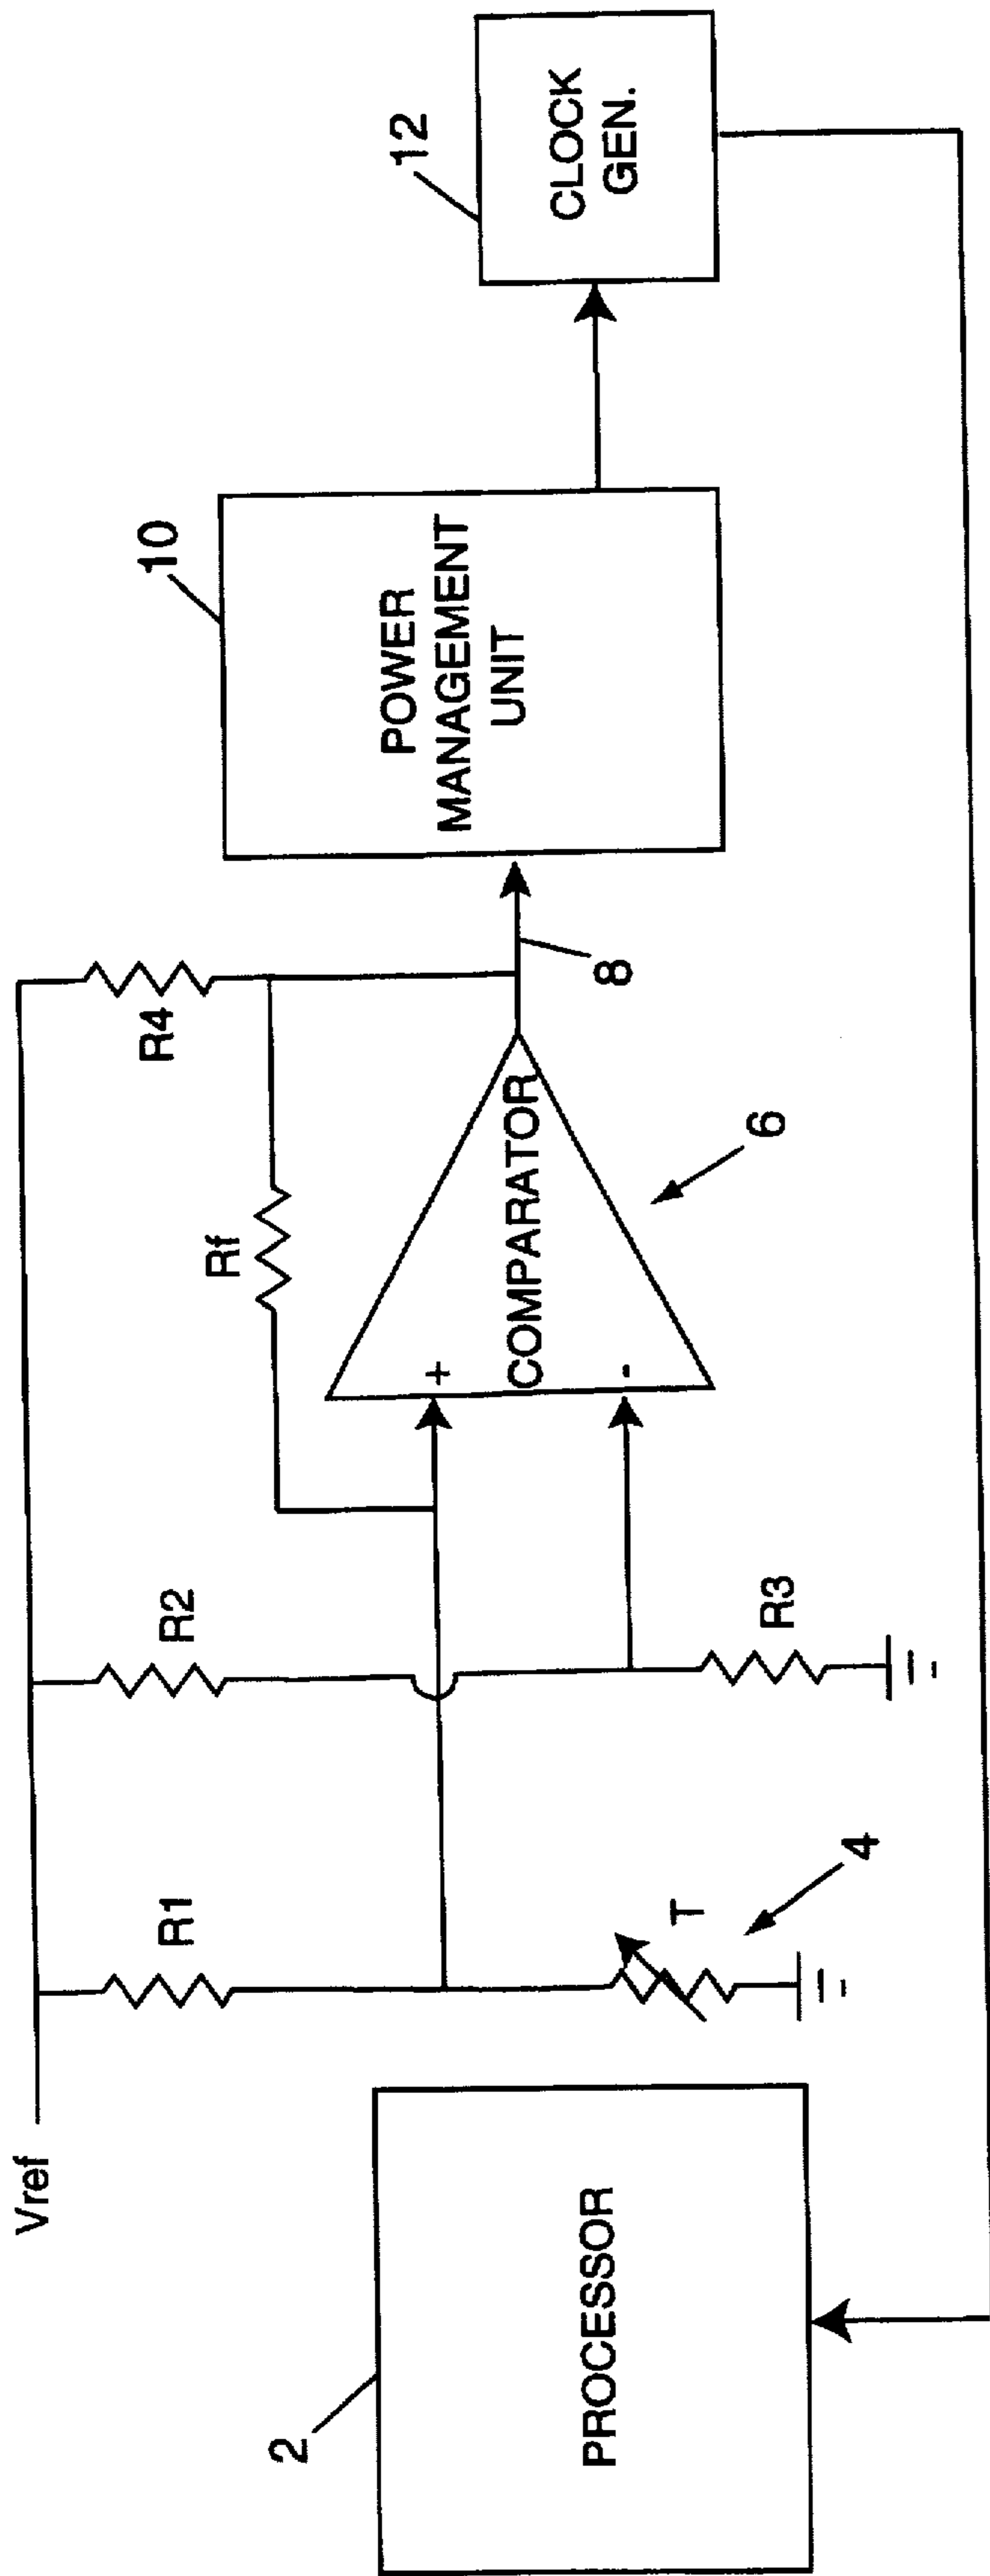 Vref
R1
R2
R4
Rf
10
12
2
PROCESSOR
T
4
R3
+
COMPARATOR
-
6
8
POWER
MANAGEMENT
UNIT
CLOCK
GEN.